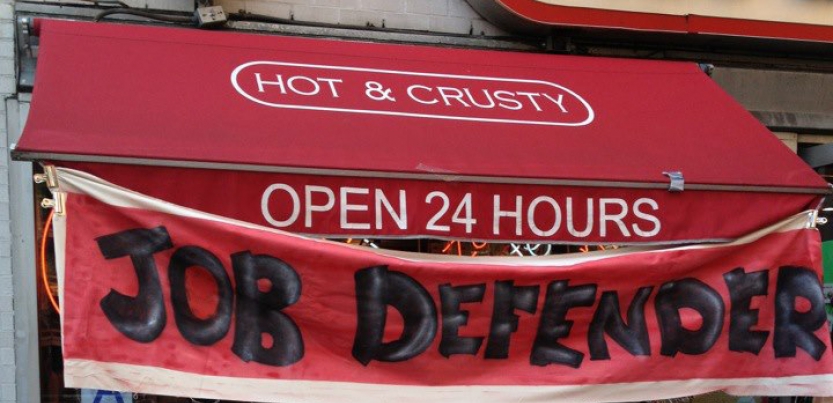 HOT & CRUSTY
OPEN 24 HOURS
JOB DEFENDER
A